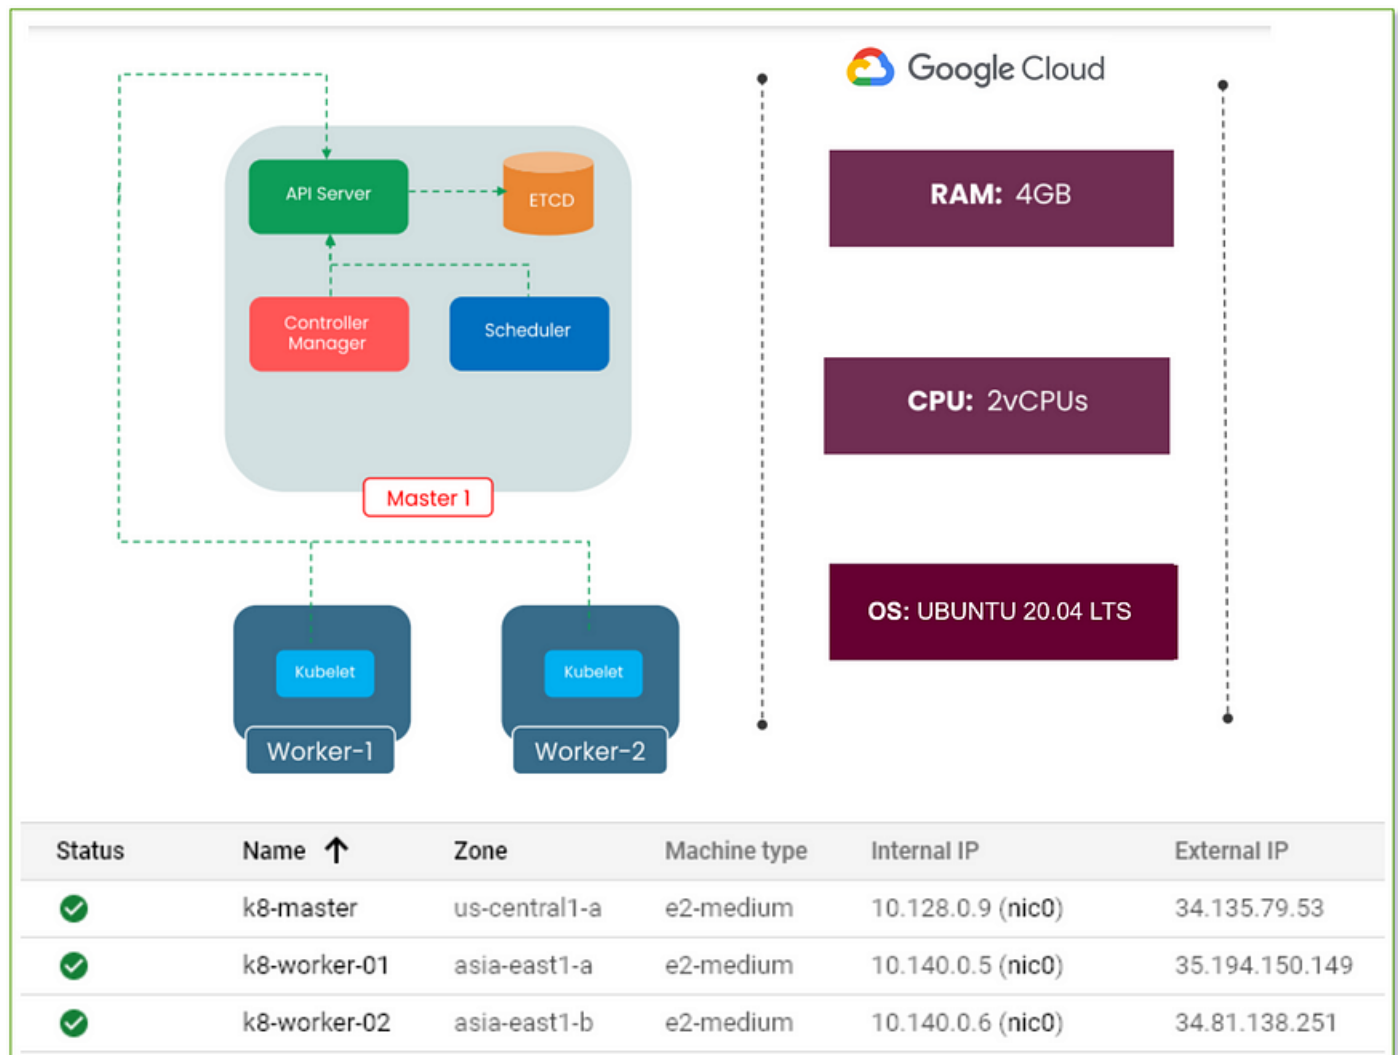 Google Cloud
API Server
ETCD
Controller
Manager
Scheduler
Master 1
Kubelet
Kubelet
Worker-1
Worker-2
RAM: 4GB
CPU: 2vCPUs
OS: UBUNTU 20.04 LTS
Status Name ↑ Zone Machine type Internal IP External IP
k8-master us-central1-a e2-medium 10.128.0.9 (nic0) 34.135.79.53
k8-worker-01 asia-east1-a e2-medium 10.140.0.5 (nic0) 35.194.150.149
k8-worker-02 asia-east1-b e2-medium 10.140.0.6 (nic0) 34.81.138.251